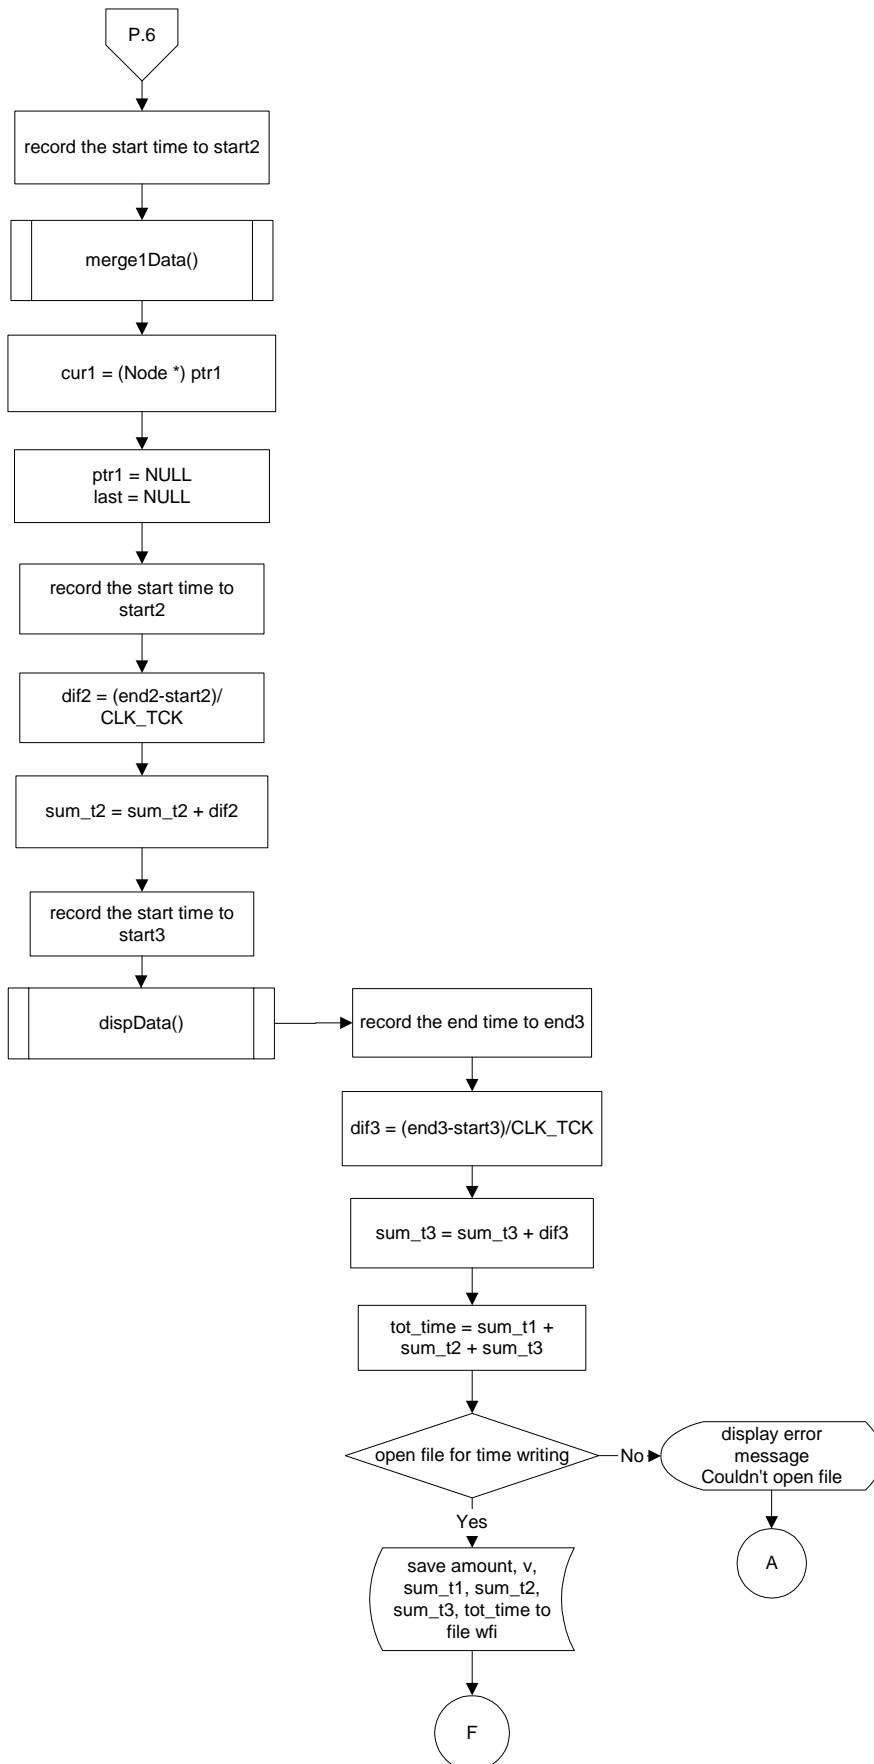 P.6
record the start time to start2
merge1Data()
cur1 = (Node *) ptr1
ptr1 = NULL
last = NULL
record the start time to
start2
dif2 = (end2-start2)/
CLK_TCK
sum_t2 = sum_t2 + dif2
record the start time to
start3
dispData()
record the end time to end3
dif3 = (end3-start3)/CLK_TCK
sum_t3 = sum_t3 + dif3
tot_time = sum_t1 +
sum_t2 + sum_t3
open file for time writing
No
display error
message
Couldn't open file
A
Yes
save amount, v,
sum_t1, sum_t2,
sum_t3, tot_time to
file wfi
F